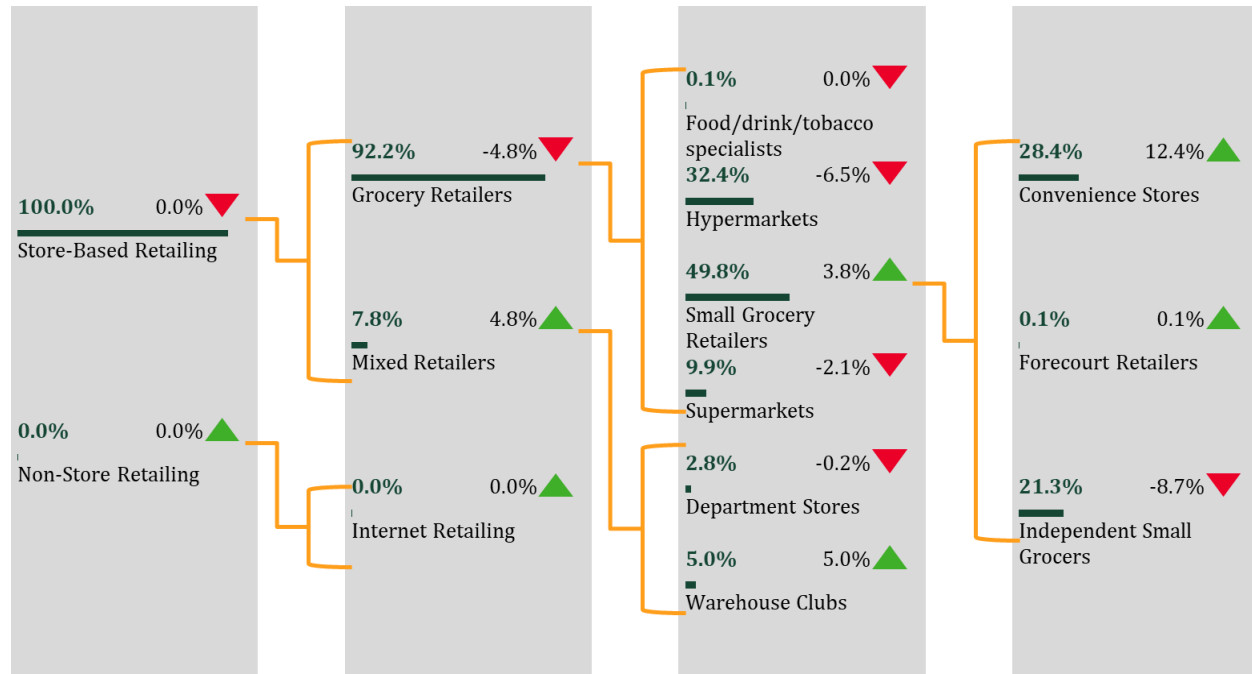 100.0% 0.0%
Store-Based Retailing
0.0% 0.0%
Non-Store Retailing
92.2% -4.8%
Grocery Retailers
7.8% 4.8%
Mixed Retailers
0.0% 0.0%
Internet Retailing
0.1% 0.0%
Food/drink/tobacco
specialists
32.4% -6.5%
Hypermarkets
49.8% 3.8%
Small Grocery
Retailers
9.9% -2.1%
Supermarkets
2.8% -0.2%
Department Stores
5.0% 5.0%
Warehouse Clubs
28.4% 12.4%
Convenience Stores
0.1% 0.1%
Forecourt Retailers
21.3% -8.7%
Independent Small
Grocers